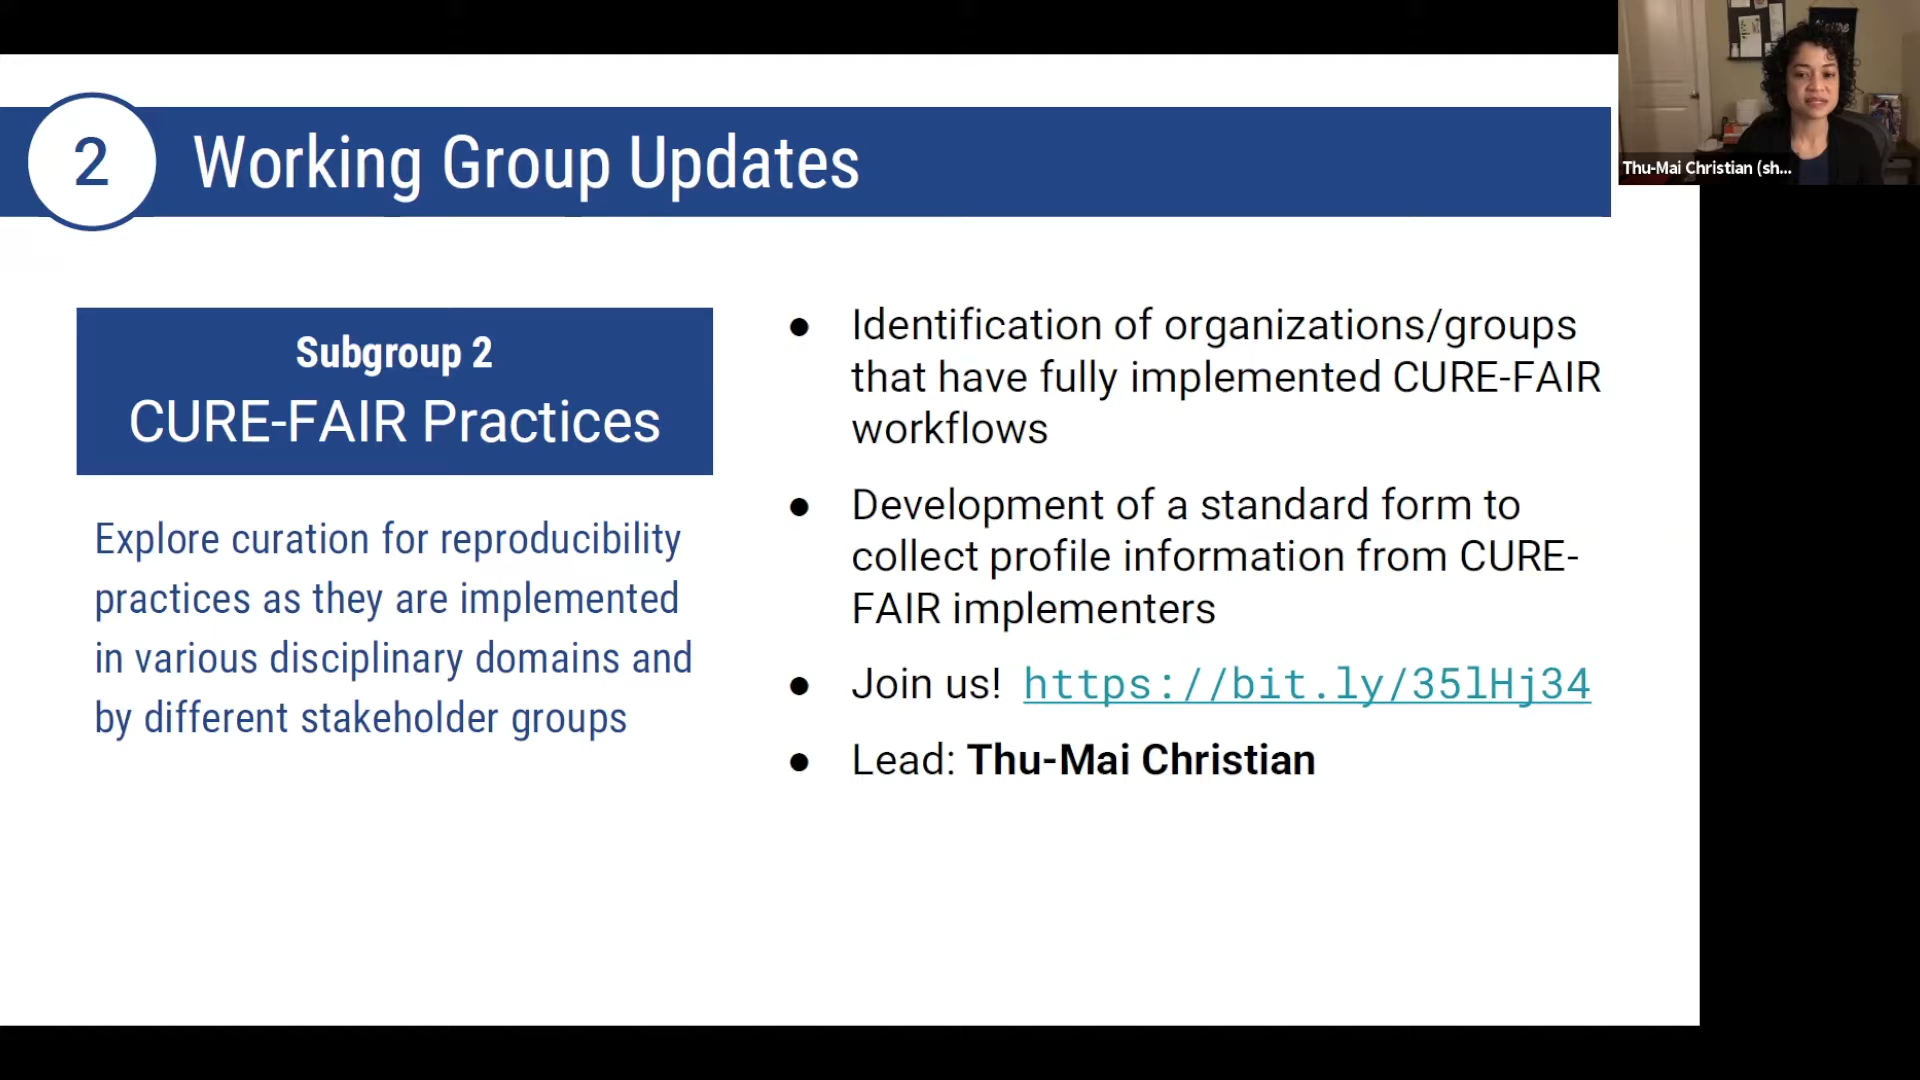 2
Working Group Updates
Thu-Mai Christian (sh...
Subgroup 2
CURE-FAIR Practices
Explore curation for reproducibility
practices as they are implemented
in various disciplinary domains and
by different stakeholder groups
● Identification of organizations/groups
that have fully implemented CURE-FAIR
workflows
● Development of a standard form to
collect profile information from CURE-
FAIR implementers
● Join us! https://bit.ly/35lHj34
● Lead: Thu-Mai Christian